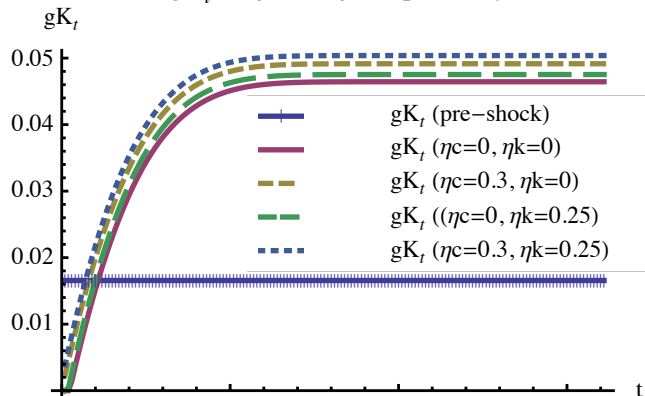 gK_t
0.05
0.04
0.03
0.02
0.01
gK_t (pre-shock)
gK_t (ηc=0, ηk=0)
gK_t (ηc=0.3, ηk=0)
gK_t ((ηc=0, ηk=0.25)
gK_t (ηc=0.3, ηk=0.25)
t